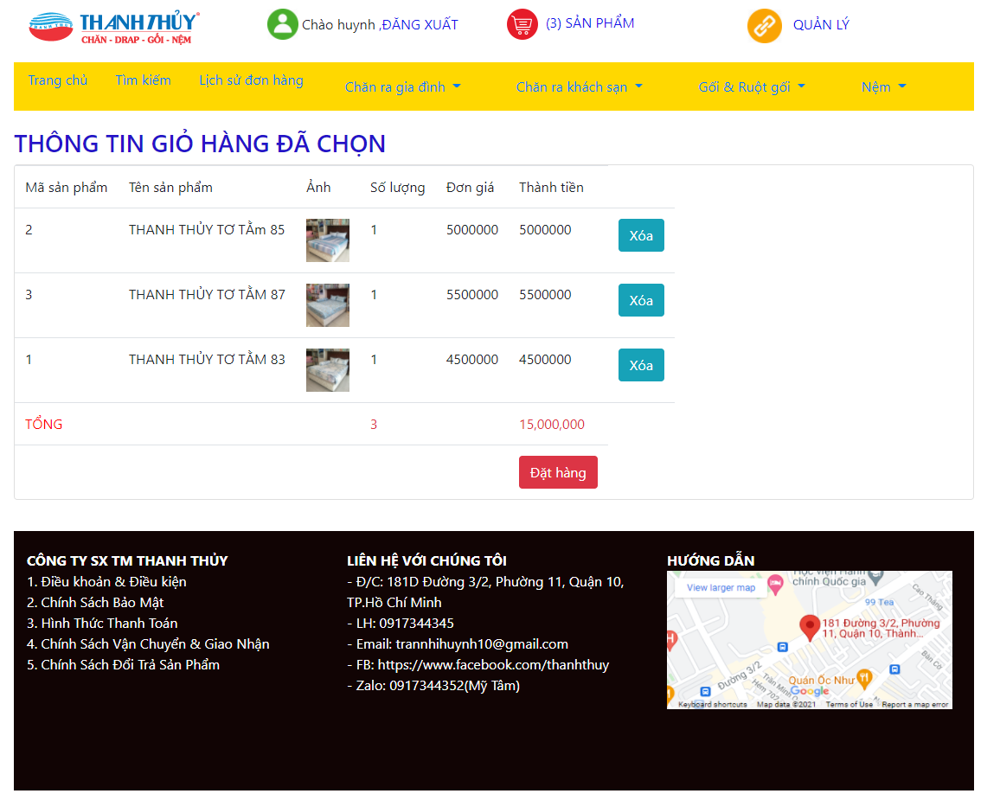 THANH THỦY
THANH THỦY®
CHĂN - DRAP - GỐI - NỆM
Chào huynh ,ĐĂNG XUẤT
(3) SẢN PHẨM
QUẢN LÝ
Trang chủ
Tìm kiếm
Lịch sử đơn hàng
Chăn ra gia đình
Chăn ra khách sạn
Gối & Ruột gối
Nệm
THÔNG TIN GIỎ HÀNG ĐÃ CHỌN
Mã sản phẩm Tên sản phẩm Ảnh Số lượng Đơn giá Thành tiền
2 THANH THỦY TƠ TẰm 85 1 5000000 5000000 Xóa
3 THANH THỦY TƠ TẰM 87 1 5500000 5500000 Xóa
1 THANH THỦY TƠ TẰM 83 1 4500000 4500000 Xóa
TỔNG 3 15,000,000
Đặt hàng
CÔNG TY SX TM THANH THỦY
1. Điều khoản & Điều kiện
2. Chính Sách Bảo Mật
3. Hình Thức Thanh Toán
4. Chính Sách Vận Chuyển & Giao Nhận
5. Chính Sách Đổi Trả Sản Phẩm
LIÊN HỆ VỚI CHÚNG TÔI
- Đ/C: 181D Đường 3/2, Phường 11, Quận 10,
TP.Hồ Chí Minh
- LH: 0917344345
- Email: trannhihuynh10@gmail.com
- FB: https://www.facebook.com/thanhthuy
- Zalo: 0917344352(Mỹ Tâm)
HƯỚNG DẪN
Học viện Hành
chính Quốc gia
View larger map
Cao Thắng
99 Tea
181 Đường 3/2, Phường
11, Quận 10, Thành...
Bàn Cờ
Đường 3/2
Quán Ốc Như
Trần Minh Q
Hẻm 702
Google
Keyboard shortcuts Map data ©2021 Terms of Use Report a map error